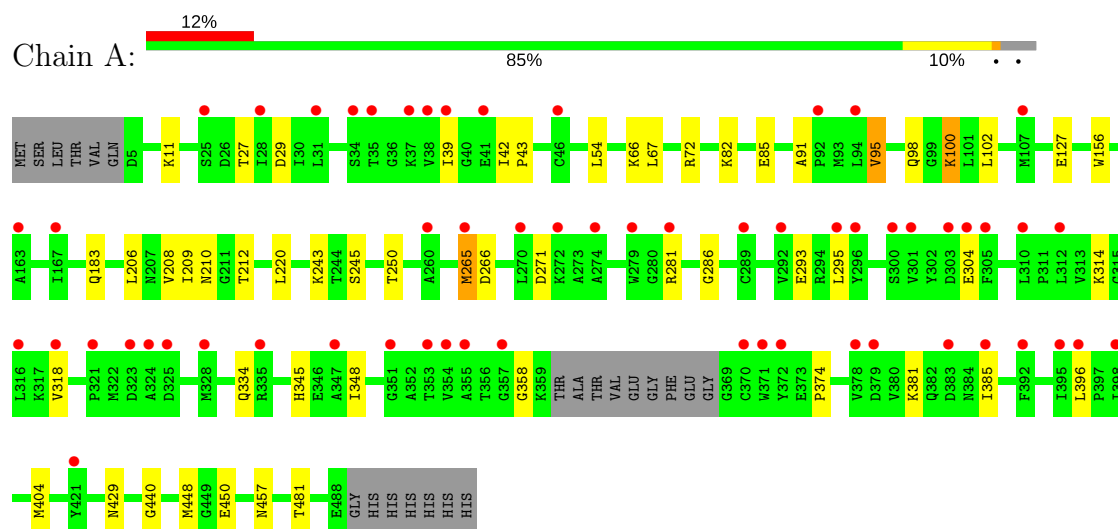 12%
Chain A:
85% 10% • •
MET SER LEU THR VAL GLN D5 K11 S25 D26 T27 I28 D29 I30 L31 S34 T35 G36 K37 V38 I39 G40 E41 I42 P43 C46 L54 K66 P67 R72 K82 E85 A91 P92 M93 L94 V95 Q98 G99 K100 L101 L102 M107 E127 W156
A163 I167 Q183 L206 N207 V208 I209 N210 G211 T212 L220 K243 T244 S245 T250 A260 M265 D266 L270 D271 K272 A273 A274 W279 G280 R281 G286 C289 V292 E293 R294 L295 Y296 S300 V301 Y302 D303 E304 F305 L310 P311 L312 V313 K314 G315
L316 K317 V318 P321 M322 D323 A324 D325 M328 Q334 R335 H345 E346 A347 I348 G351 A352 T353 V354 A355 T356 G357 G358 K359 THR ALA THR VAL GLU GLY PHE GLU GLY G369 C370 W371 Y372 E373 P374 V378 D379 V380 K381 Q382 D383 N384 I385 F392 I395 L396 P397 I398
M404 Y421 N429 G440 M448 G449 E450 N457 T481 E488 GLY HIS HIS HIS HIS HIS HIS